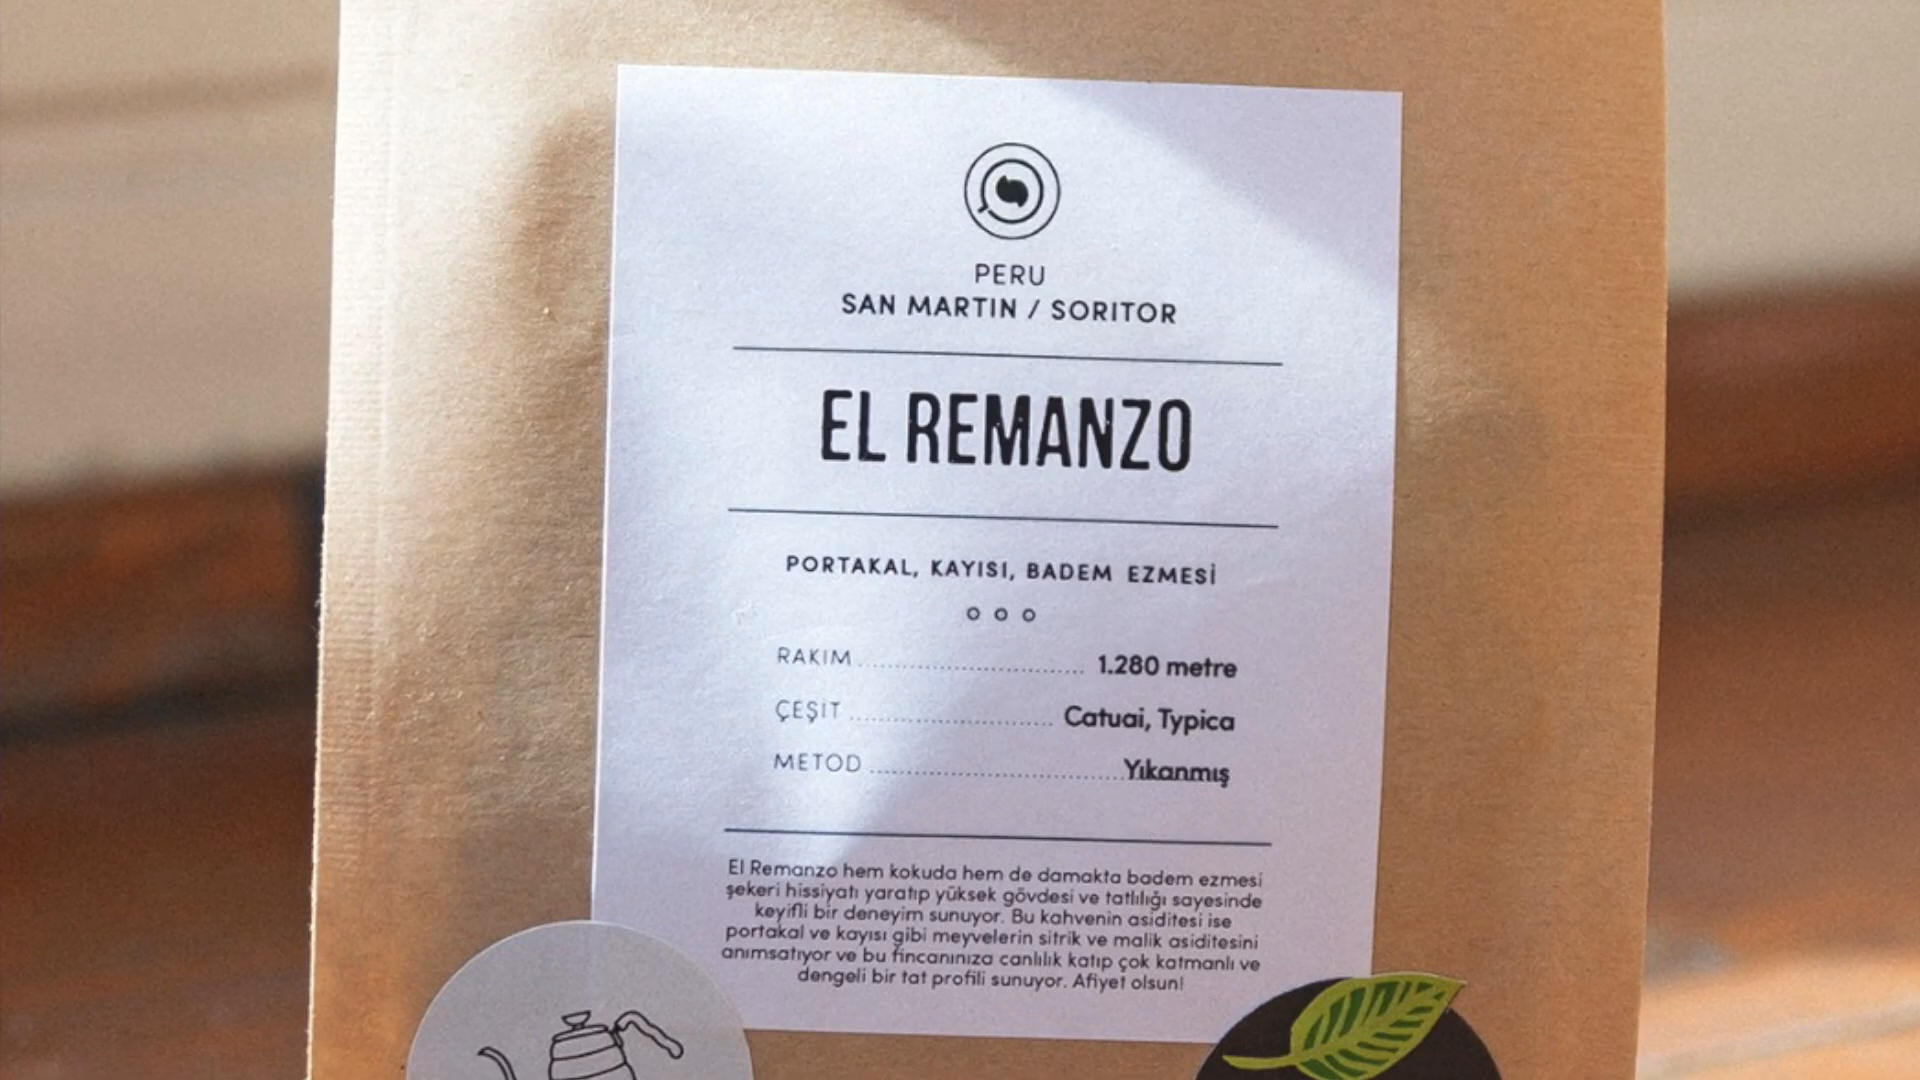 PERU
SAN MARTIN / SORITOR
EL REMANZO
PORTAKAL, KAYISI, BADEM EZMESİ
RAKIM 1.280 metre
ÇEŞİT Catuai, Typica
METOD Yıkanmış
El Remanzo hem kokuda hem de damakta badem ezmesi
şekeri hissiyatı yaratıp yüksek gövdesi ve tatlılığı sayesinde
keyifli bir deneyim sunuyor. Bu kahvenin asiditesi ise
portakal ve kayısı gibi meyvelerin sitrik ve malik asiditesini
anımsatıyor ve bu fincanınıza canlılık katıp çok katmanlı ve
dengeli bir tat profili sunuyor. Afiyet olsun!